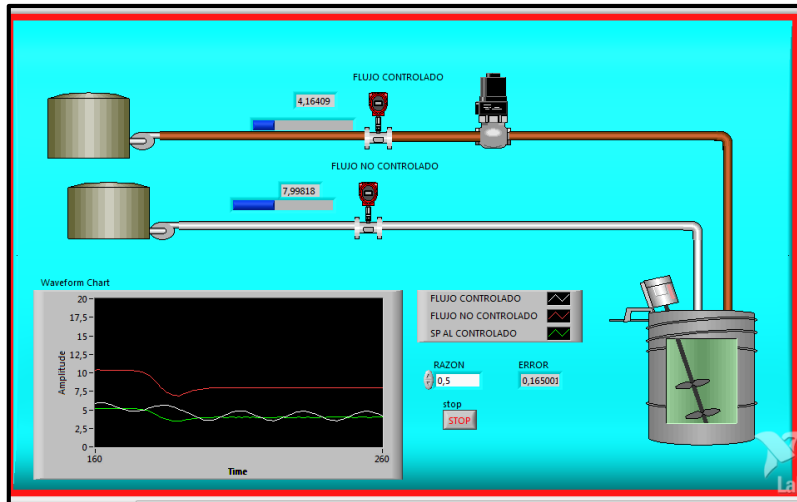 FLUJO CONTROLADO
4,16409
FLUJO NO CONTROLADO
7,99818
Waveform Chart
20
17,5
15
12,5
10
7,5
5
2,5
0
Amplitude
160
260
Time
FLUJO CONTROLADO
FLUJO NO CONTROLADO
SP AL CONTROLADO
RAZON
ERROR
0,5
0,165001
stop
STOP
La